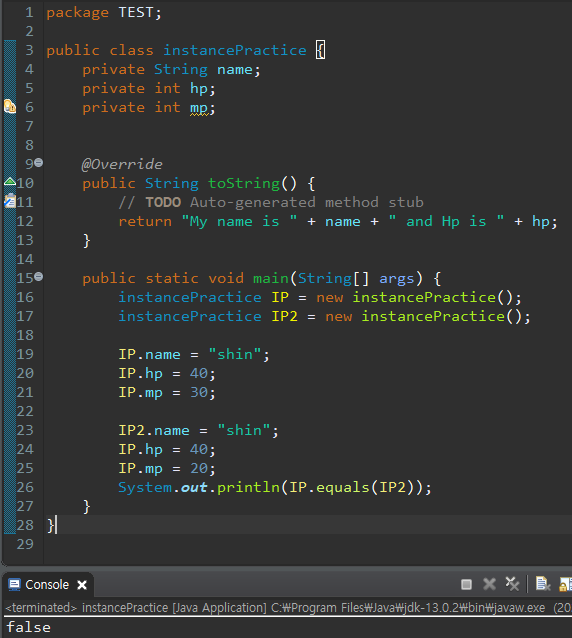 1 package TEST;
2
3 public class instancePractice {
4 private String name;
5 private int hp;
6 private int mp;
7
8
9 @Override
10 public String toString() {
11 // TODO Auto-generated method stub
12 return "My name is " + name + " and Hp is " + hp;
13 }
14
15 public static void main(String[] args) {
16 instancePractice IP = new instancePractice();
17 instancePractice IP2 = new instancePractice();
18
19 IP.name = "shin";
20 IP.hp = 40;
21 IP.mp = 30;
22
23 IP2.name = "shin";
24 IP.hp = 40;
25 IP.mp = 20;
26 System.out.println(IP.equals(IP2));
27 }
28 }
29
Console
<terminated> instancePractice [Java Application] C:₩Program Files₩Java₩jdk-13.0.2₩bin₩javaw.exe (20
false